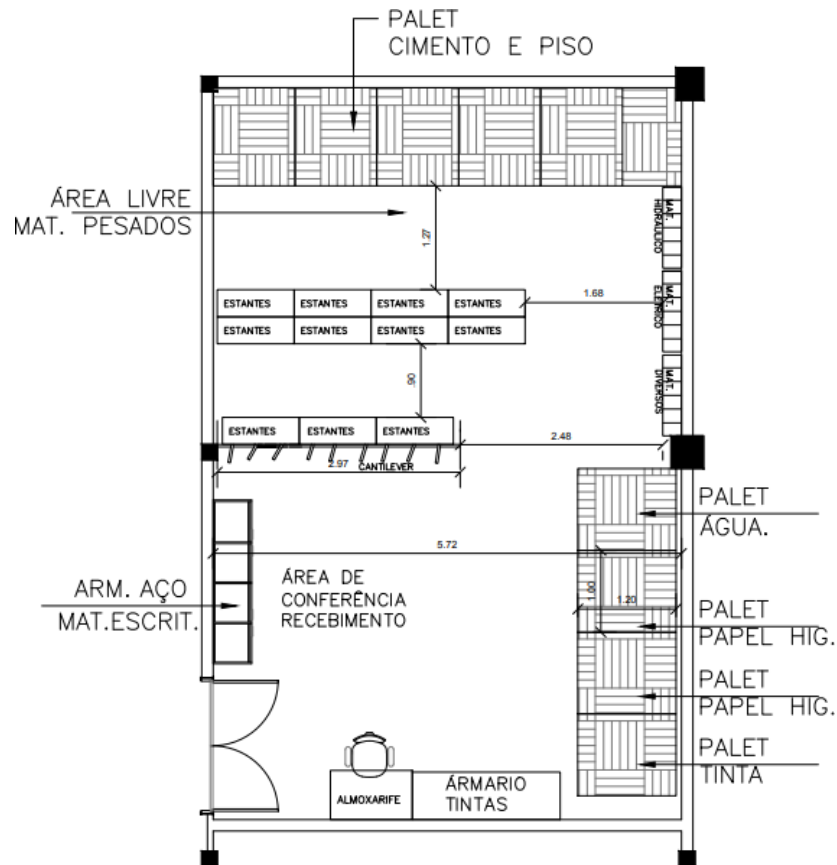 PALET
CIMENTO E PISO
ÁREA LIVRE
MAT. PESADOS
1.27
MAT.
HIDRAÚLICO
ESTANTES ESTANTES ESTANTES ESTANTES
1.68
ESTANTES ESTANTES ESTANTES ESTANTES
MAT.
ELÉTRICO
.90
MAT.
DIVERSOS
ESTANTES ESTANTES ESTANTES
2.48
2.97
CANTILEVER
PALET
ÁGUA.
5.72
ÁREA DE
CONFERÊNCIA
RECEBIMENTO
ARM. AÇO
MAT.ESCRIT.
1.00
1.20
PALET
PAPEL HIG.
PALET
PAPEL HIG.
PALET
TINTA
ALMOXARIFE
ÁRMARIO
TINTAS